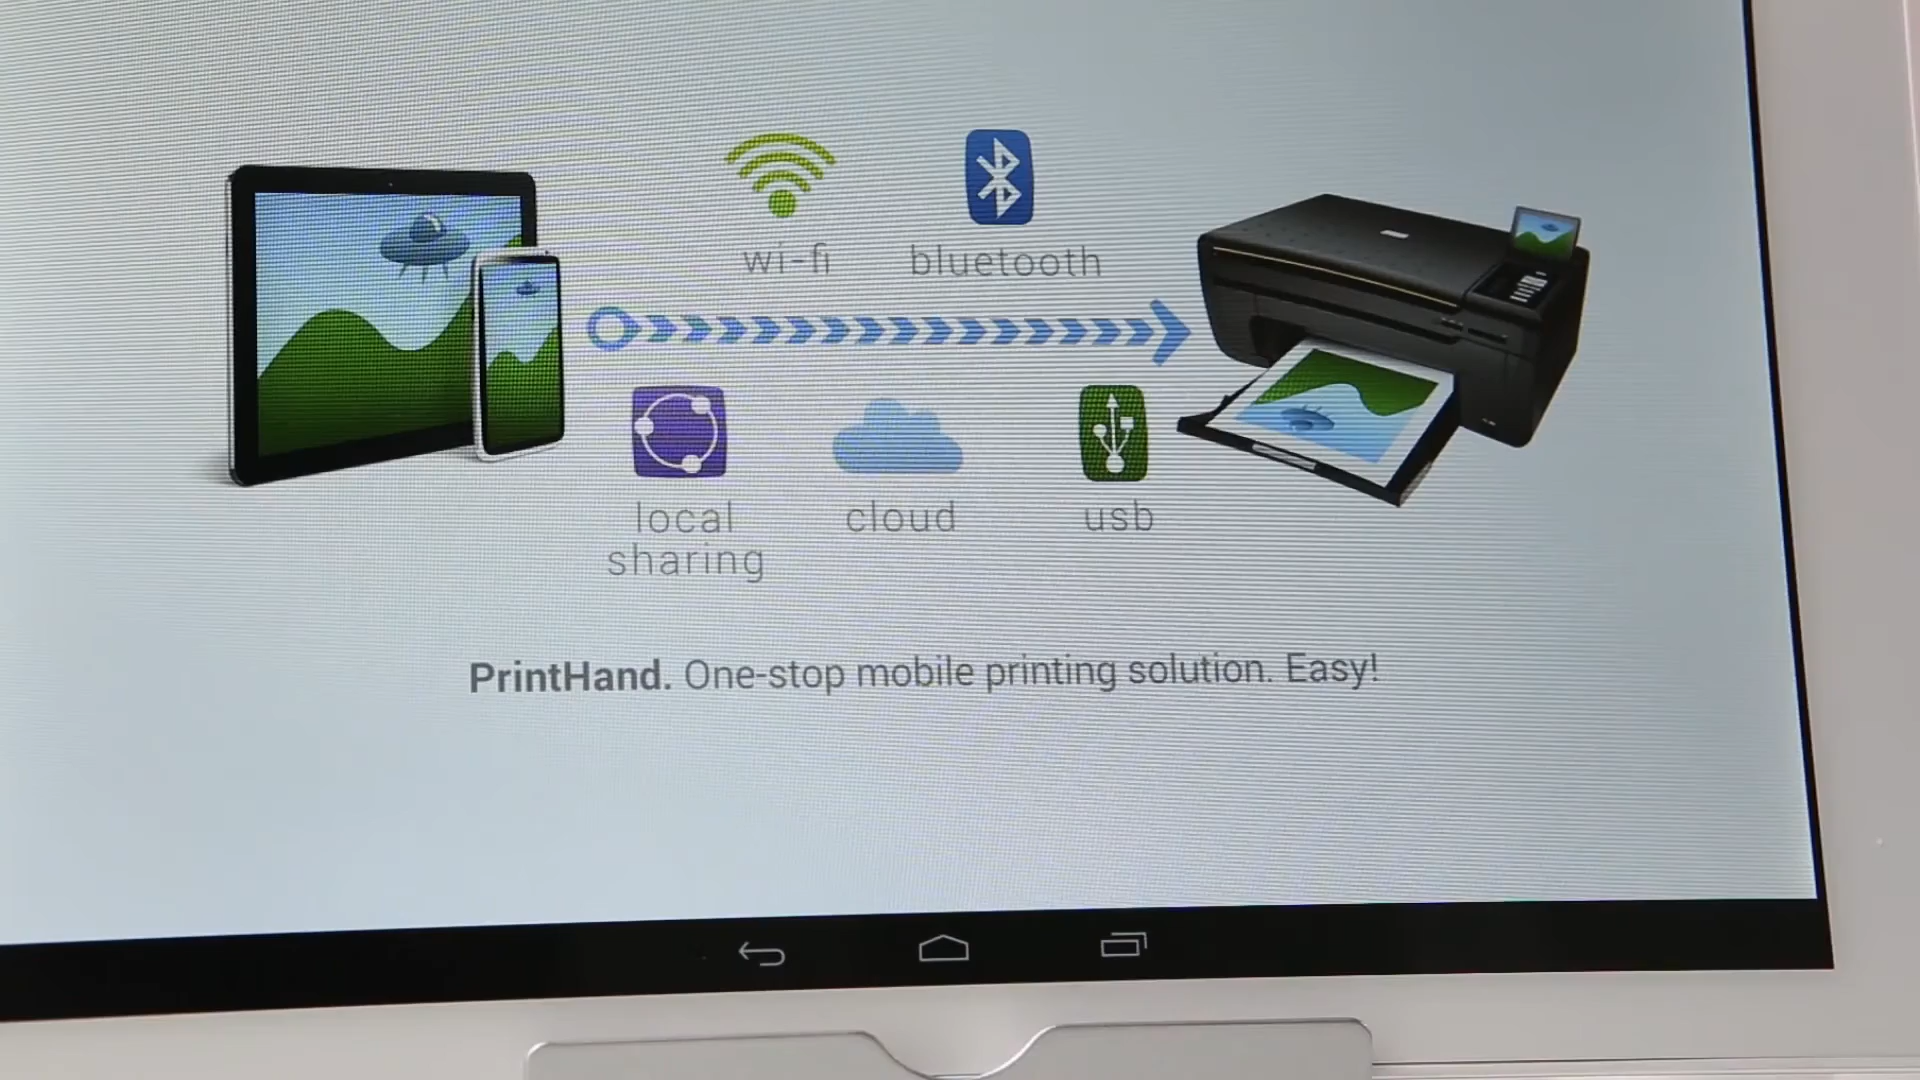 wi-fi
bluetooth
local
sharing
cloud
usb
PrintHand. One-stop mobile printing solution. Easy!